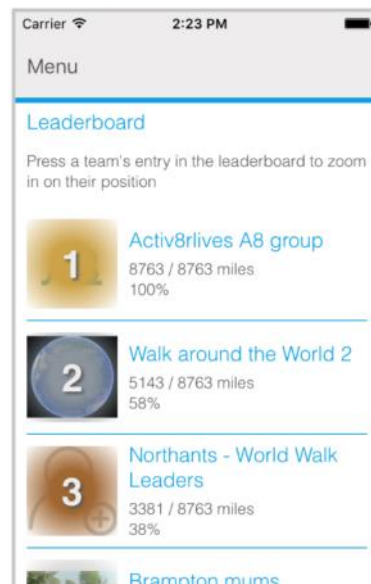 Carrier 2:23 PM
Menu
Leaderboard
Press a team's entry in the leaderboard to zoom
in on their position
1
Activ8rlives A8 group
8763 / 8763 miles
100%
2
Walk around the World 2
5143 / 8763 miles
58%
3
Northants - World Walk
Leaders
3381 / 8763 miles
38%
Brampton mums